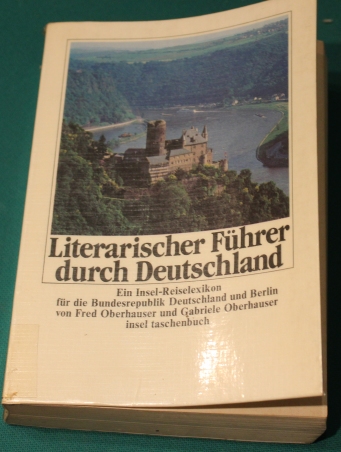 Literarischer Führer
durch Deutschland
Ein Insel-Reiselexikon
für die Bundesrepublik Deutschland und Berlin
von Fred Oberhauser und Gabriele Oberhauser
insel taschenbuch